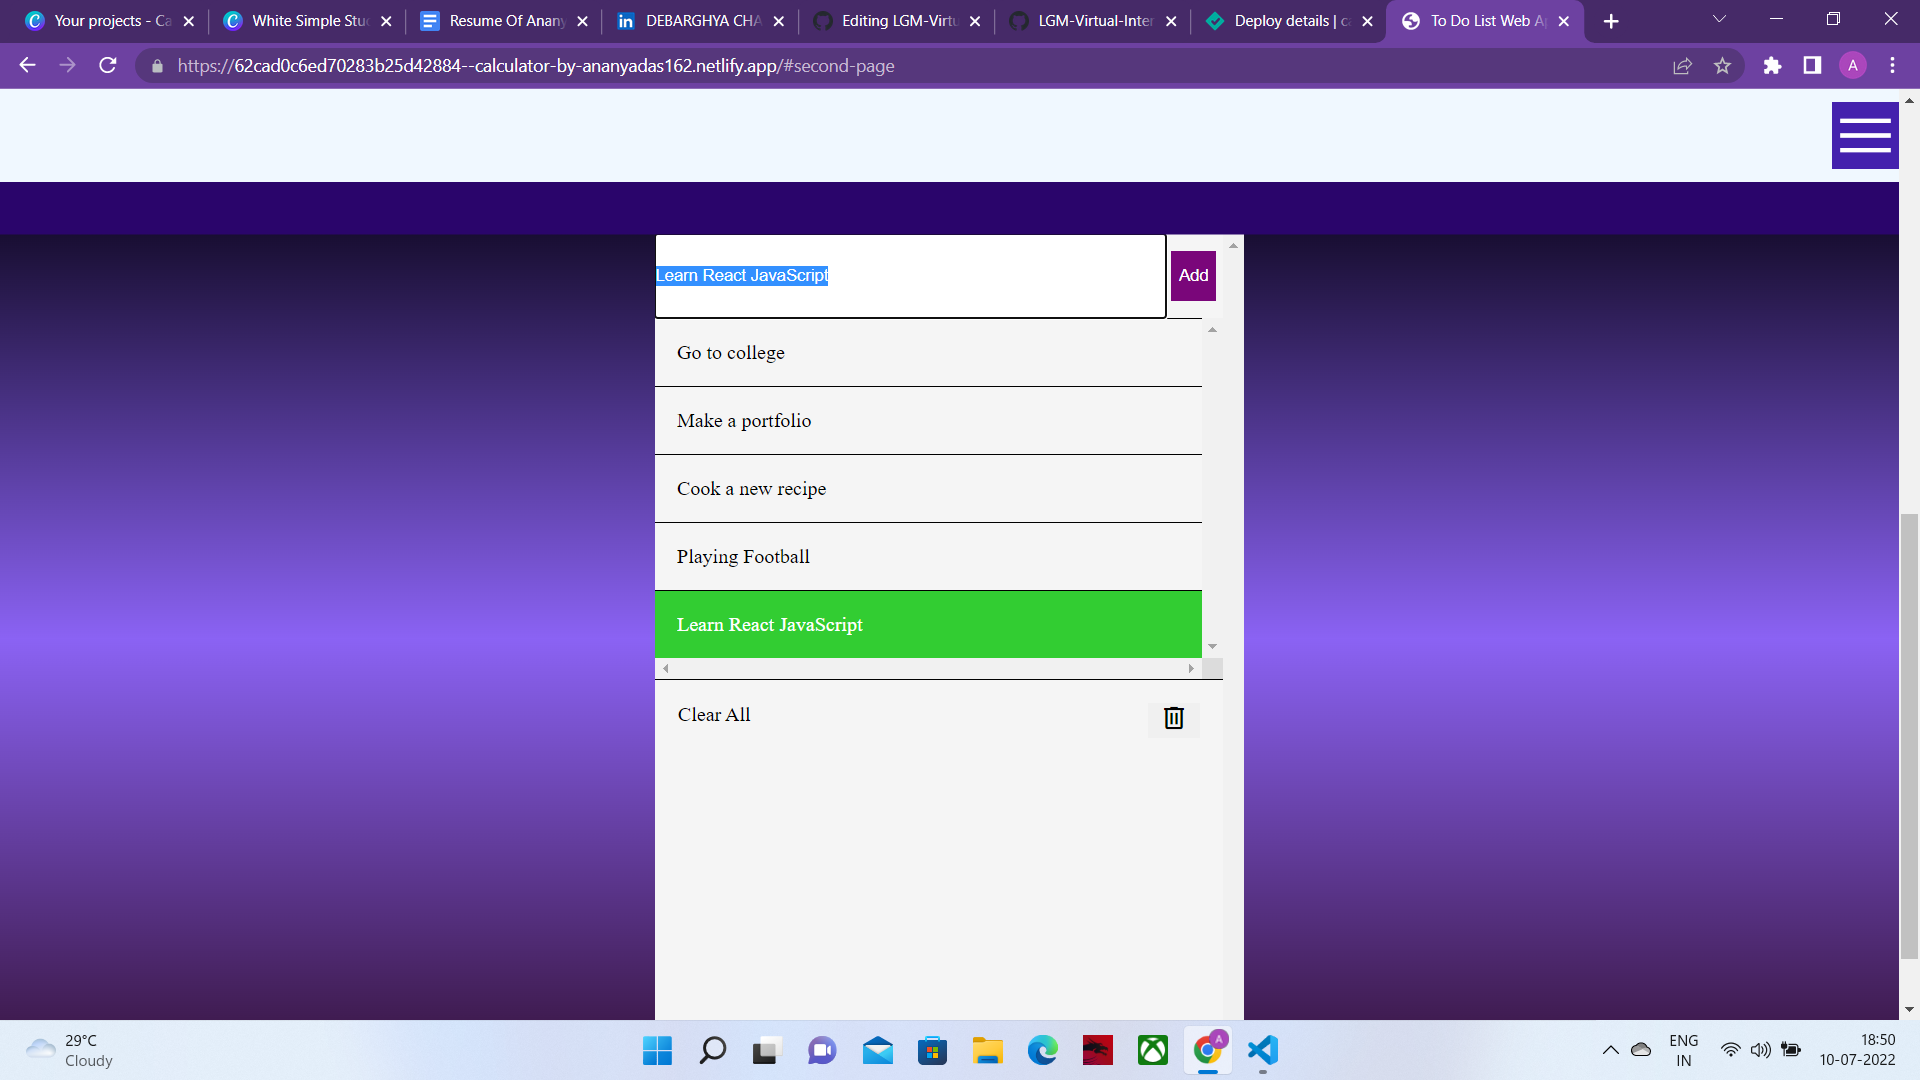 Your projects - Ca
White Simple Stu
Resume Of Anany
DEBARGHYA CHA
Editing LGM-Virtu
LGM-Virtual-Inter
Deploy details | c
To Do List Web A
https://62cad0c6ed70283b25d42884--calculator-by-ananyadas162.netlify.app/#second-page
A
Learn React JavaScript
Add
Go to college
Make a portfolio
Cook a new recipe
Playing Football
Learn React JavaScript
Clear All
29°C
Cloudy
A
ENG
IN
18:50
10-07-2022